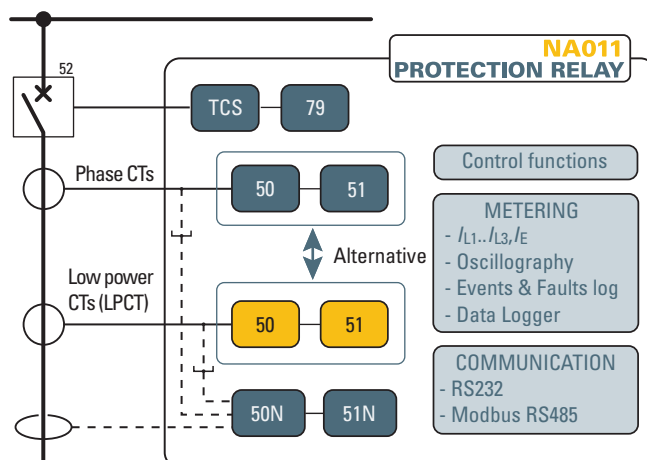 NA011
PROTECTION RELAY
52
TCS
79
Phase CTs
50
51
Alternative
Low power
CTs (LPCT)
50
51
50N
51N
Control functions
METERING
- IL1..IL3, IE
- Oscillography
- Events & Faults log
- Data Logger
COMMUNICATION
- RS232
- Modbus RS485